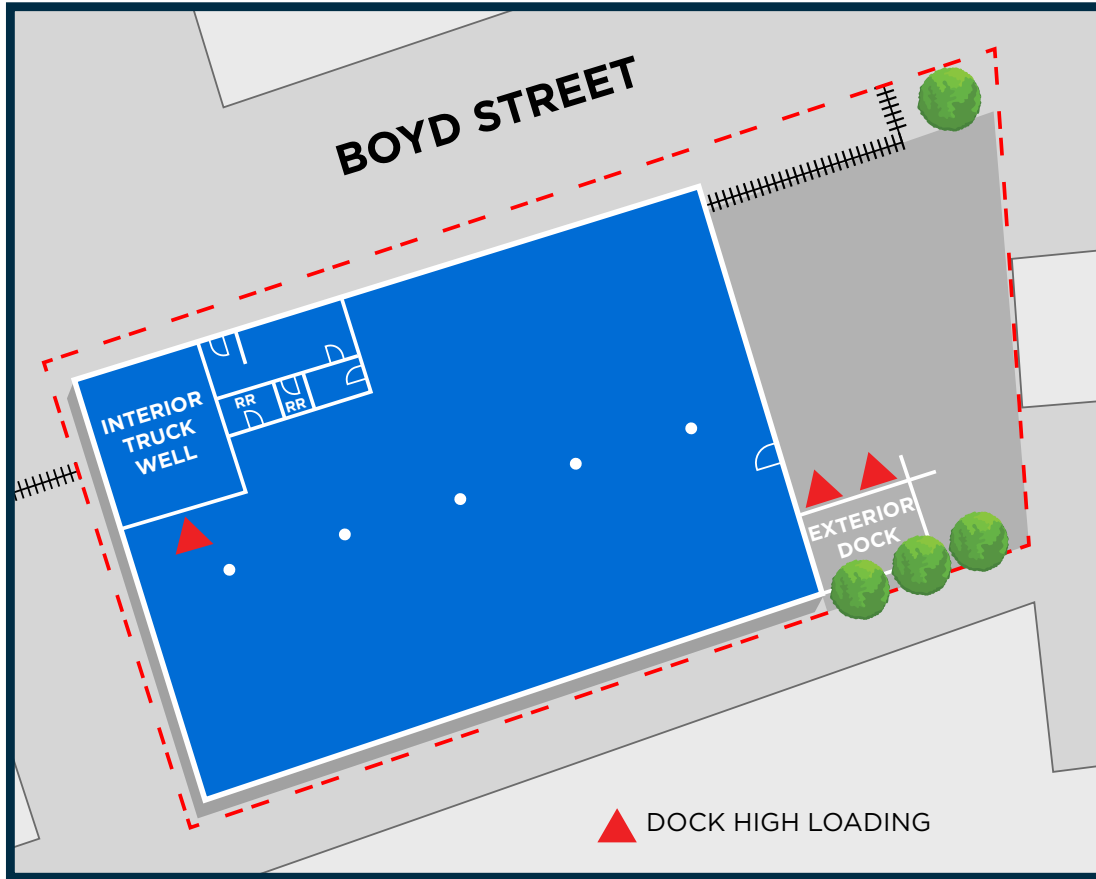 BOYD STREET
INTERIOR
TRUCK
WELL
RR
RR
EXTERIOR
DOCK
DOCK HIGH LOADING